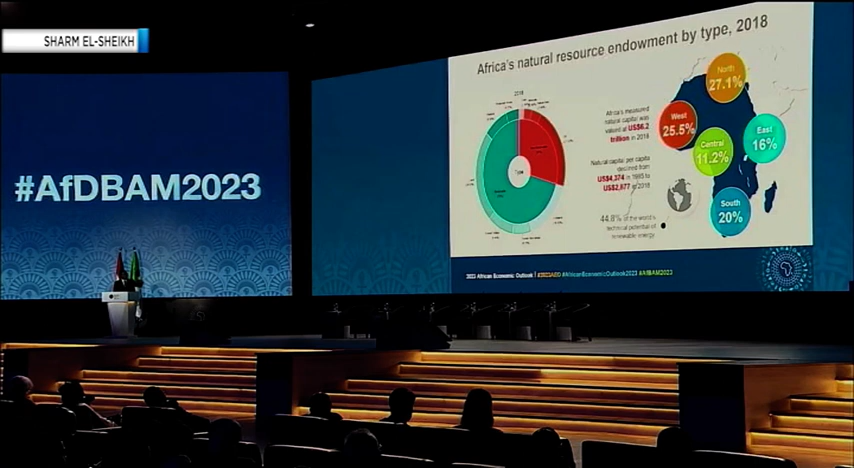 SHARM EL-SHEIKH
#AfDBAM2023
Africa's natural resource endowment by type, 2018
2018
Type
Africa's measured
natural capital was
valued at US$6.2
trillion in 2018
Natural capital per capita
declined from
US$4,374 in 1995 to
US$2,877 in 2018
44.8% of the world's
technical potential of
renewable energy
North
27.1%
West
25.5%
Central
11.2%
East
16%
South
20%
2023 African Economic Outlook | #2023AEO #AfricanEconomicOutlook2023 #AfDBAM2023